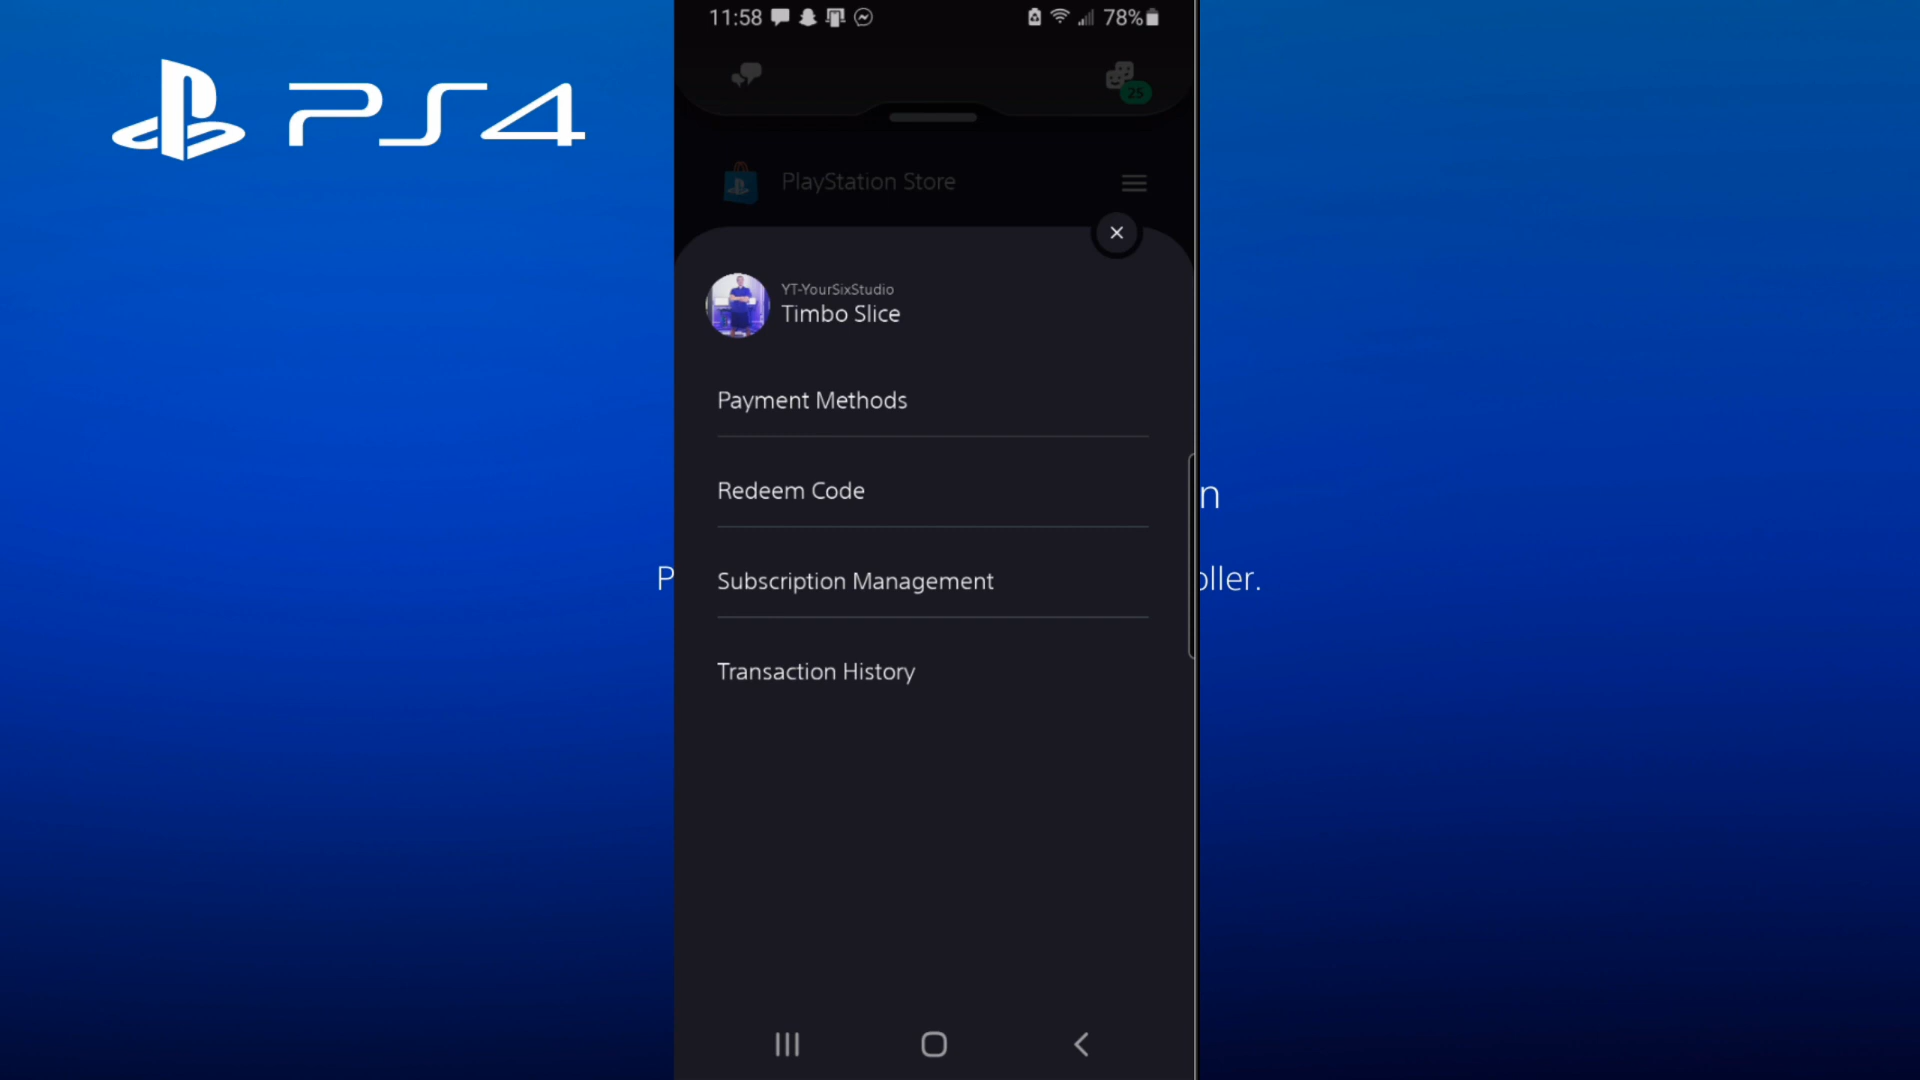 PS4
11:58
78%
25
PlayStation Store
YT-YourSixStudio
Timbo Slice
Payment Methods
Redeem Code
n
P
oller.
Subscription Management
Transaction History